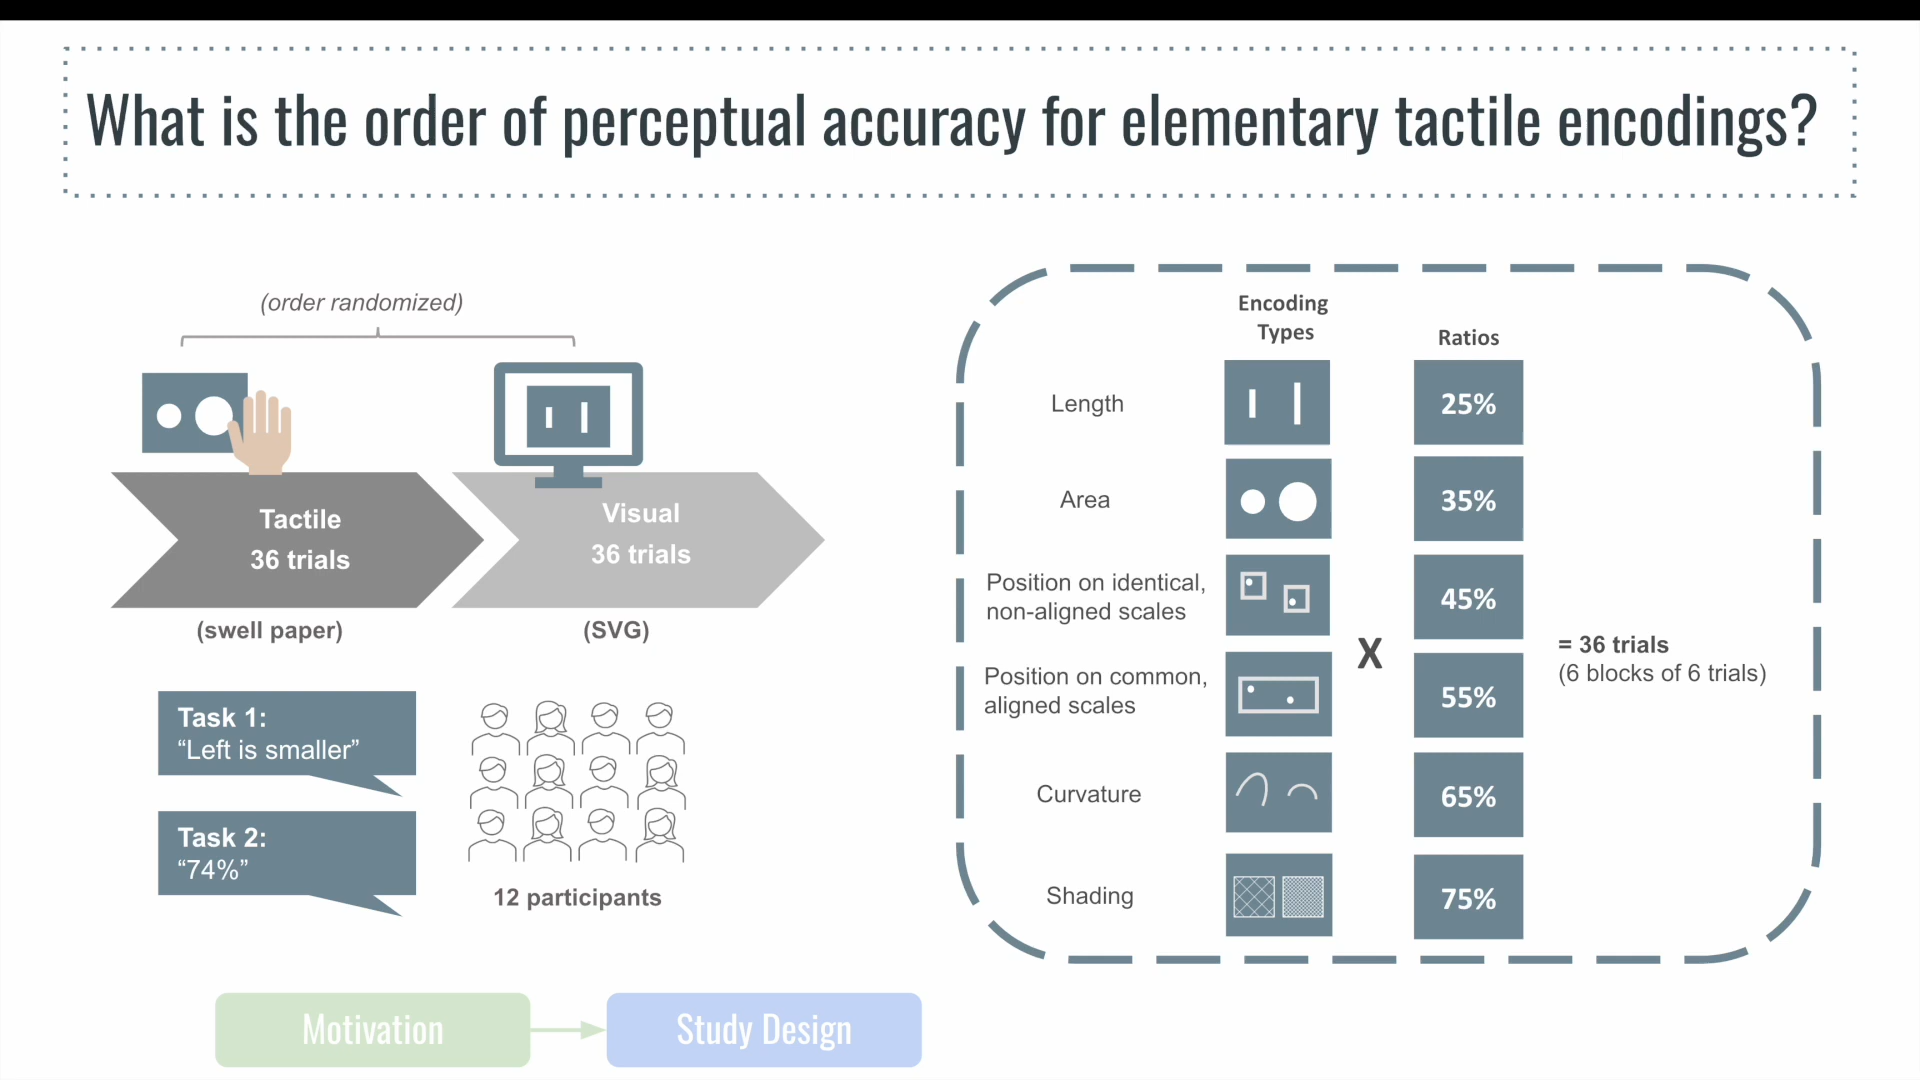 What is the order of perceptual accuracy for elementary tactile encodings?
(order randomized)
Tactile
36 trials
(swell paper)
Visual
36 trials
(SVG)
Task 1:
“Left is smaller”
Task 2:
“74%”
12 participants
Encoding
Types
Ratios
Length
25%
Area
35%
Position on identical,
non-aligned scales
45%
Position on common,
aligned scales
55%
Curvature
65%
Shading
75%
X
= 36 trials
(6 blocks of 6 trials)
Motivation
Study Design